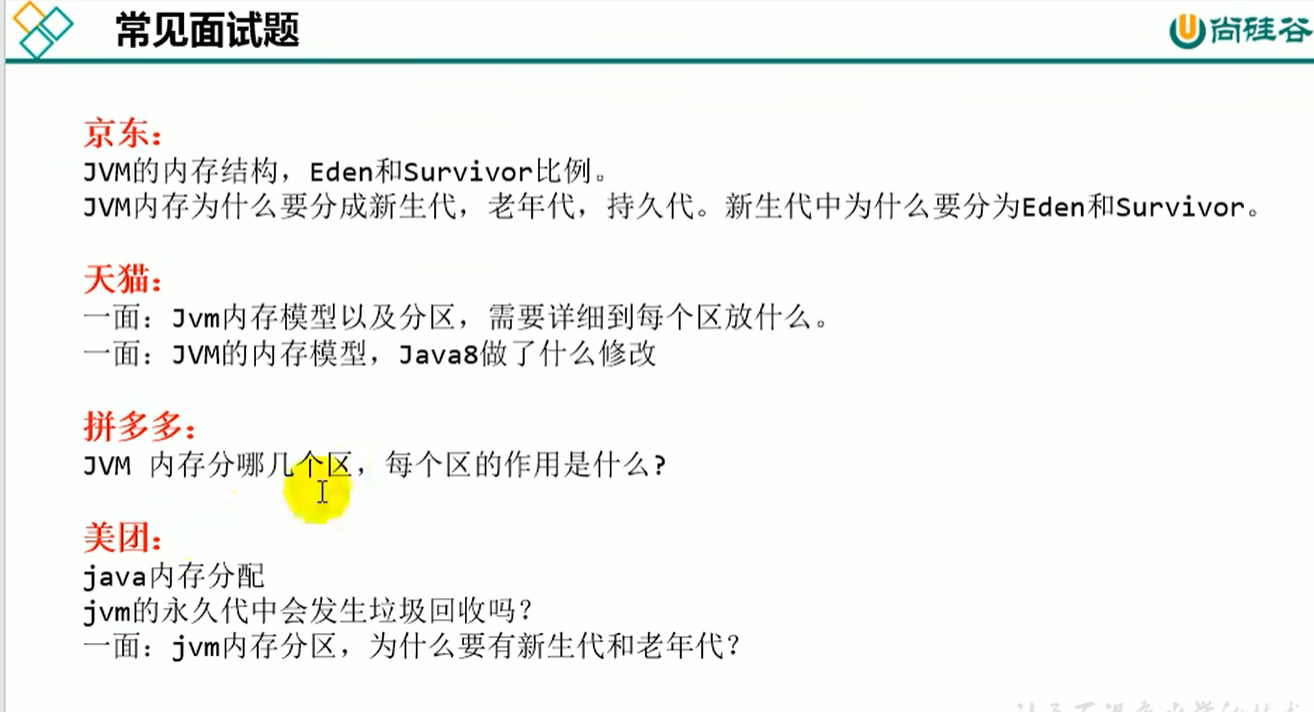 常见面试题
尚硅谷
京东:
JVM的内存结构，Eden和Survivor比例。
JVM内存为什么要分成新生代，老年代，持久代。新生代中为什么要分为Eden和Survivor。
天猫:
一面: Jvm内存模型以及分区，需要详细到每个区放什么。
一面: JVM的内存模型，Java8做了什么修改
拼多多:
JVM 内存分哪几个区，每个区的作用是什么?
美团:
java内存分配
jvm的永久代中会发生垃圾回收吗？
一面: jvm内存分区，为什么要有新生代和老年代？